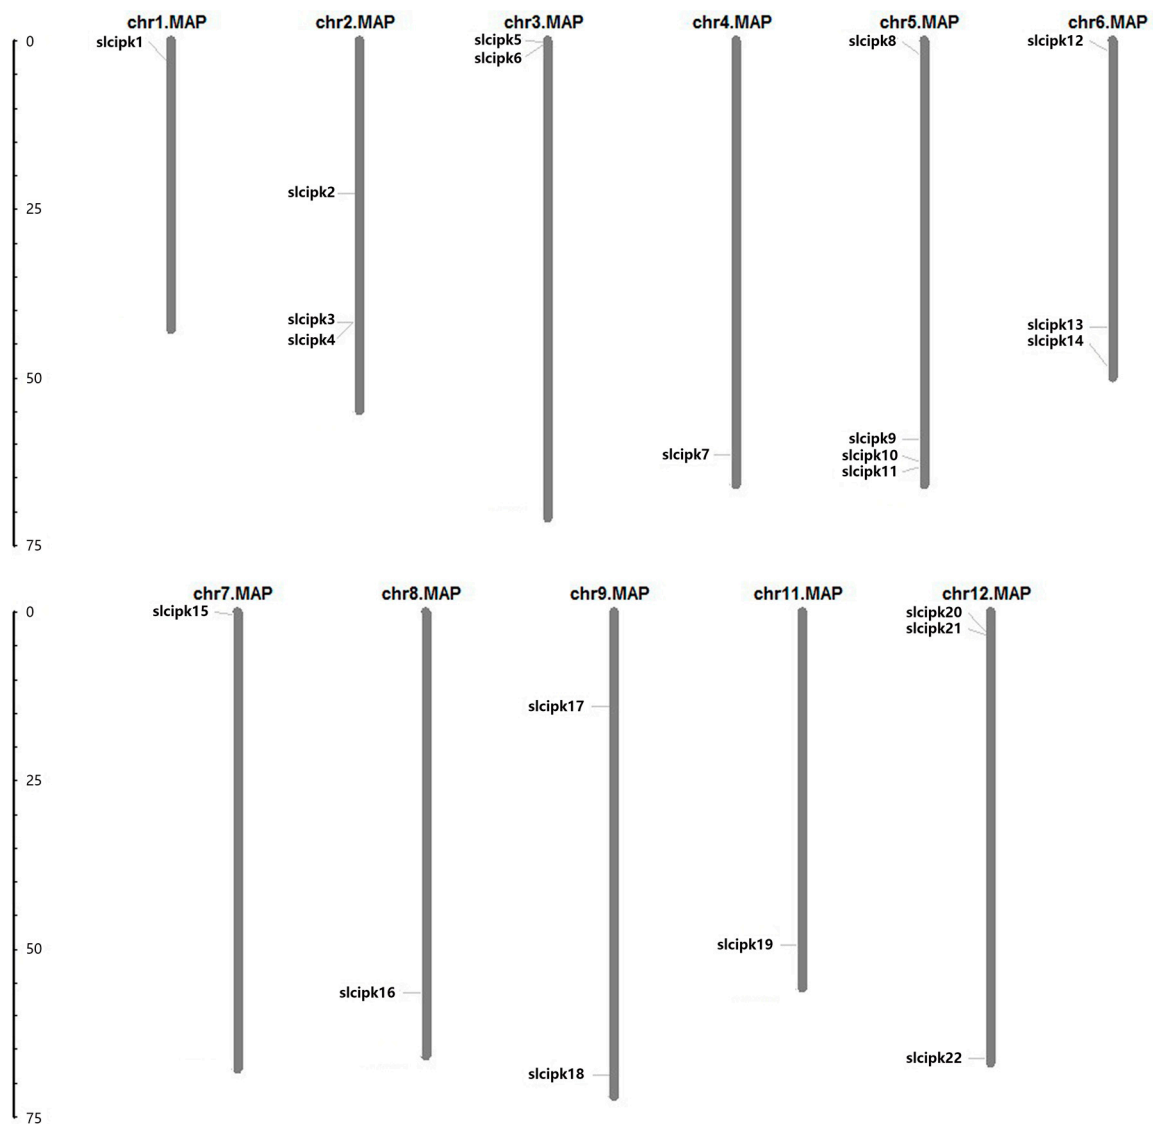 chr1.MAP chr2.MAP chr3.MAP chr4.MAP chr5.MAP chr6.MAP
0 slcipk1 slcipk5 slcipk8 slcipk12
slcipk6
slcipk2
25
slcipk3 slcipk13
slcipk4 slcipk14
50
slcipk9
slcipk7 slcipk10
slcipk11
75
chr7.MAP chr8.MAP chr9.MAP chr11.MAP chr12.MAP
0 slcipk15 slcipk20
slcipk21
slcipk17
25
50 slcipk19
slcipk16
slcipk22
slcipk18
75